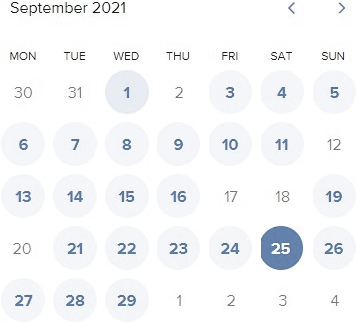 September 2021
MON TUE WED THU FRI SAT SUN
30 31 1 2 3 4 5
6 7 8 9 10 11 12
13 14 15 16 17 18 19
20 21 22 23 24 25 26
27 28 29 1 2 3 4